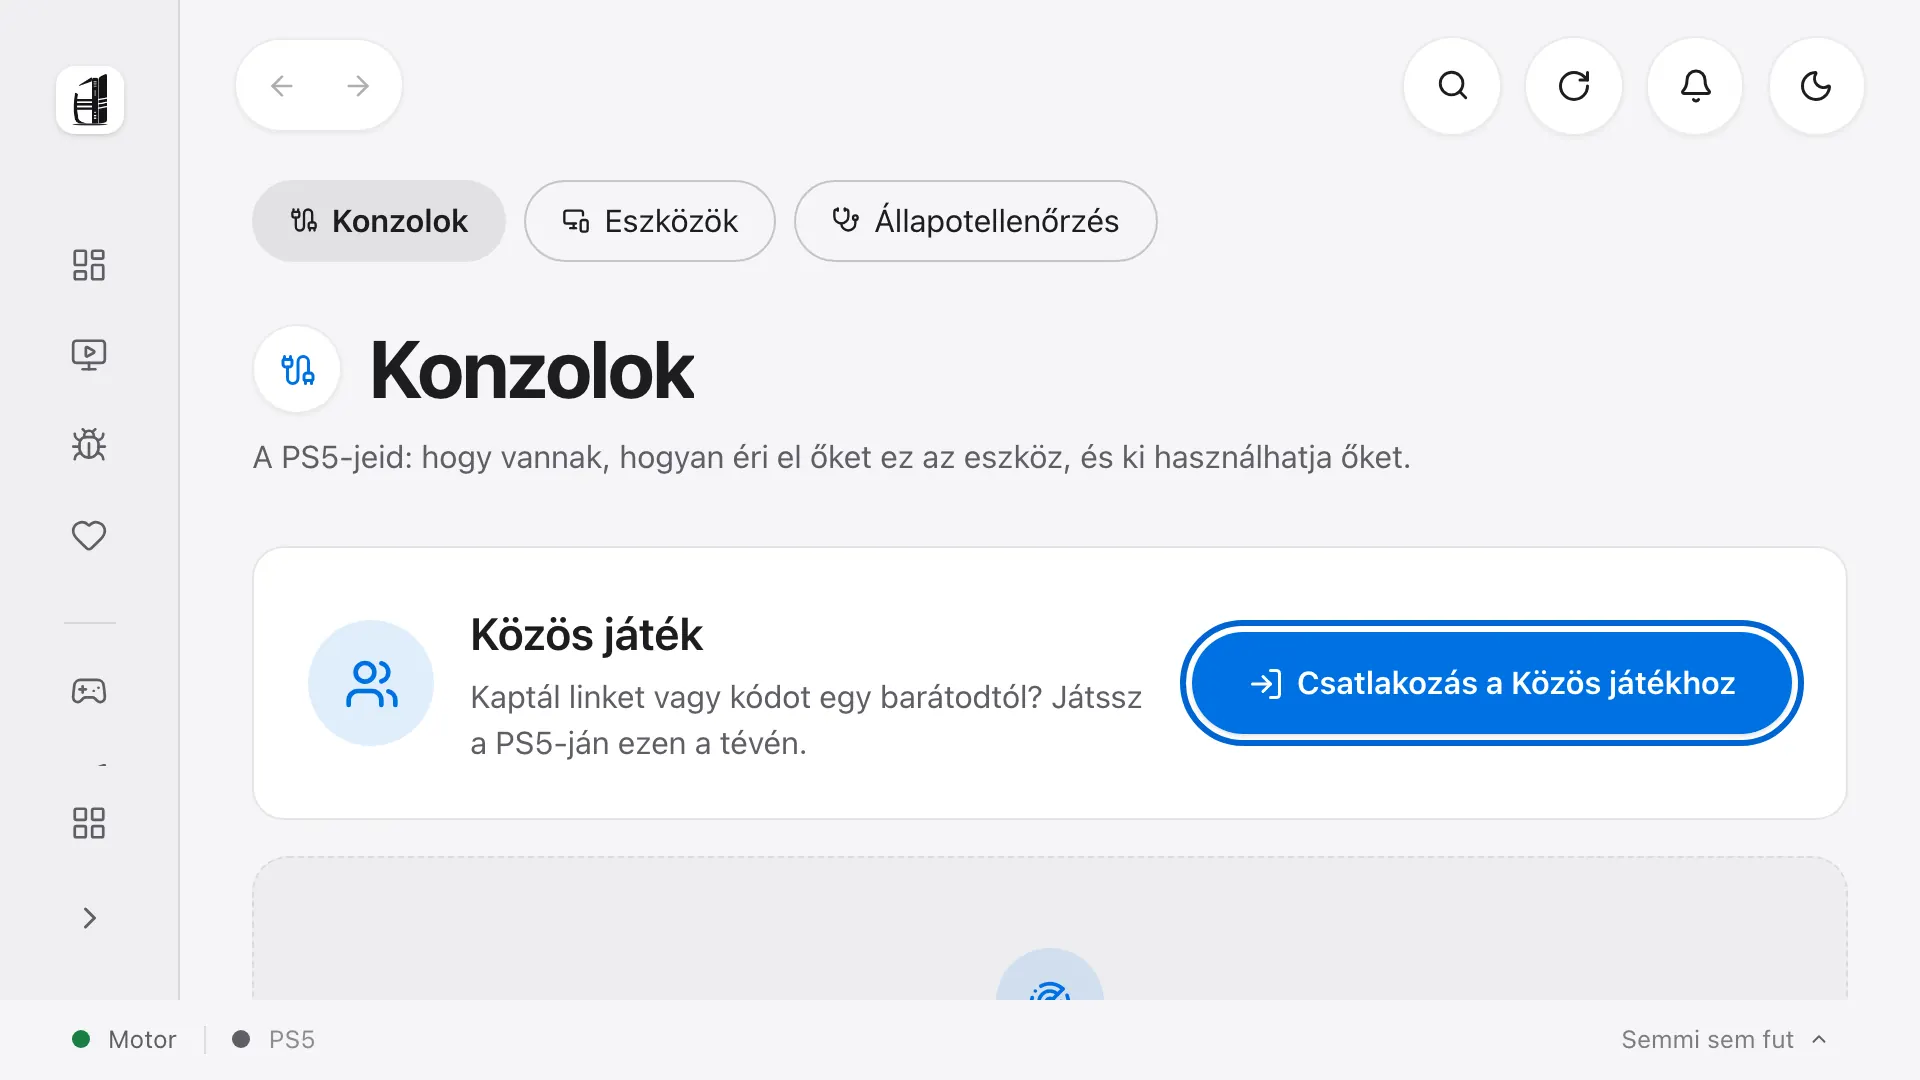 Konzolok
Eszközök
Állapotellenőrzés
Konzolok
A PS5-jeid: hogy vannak, hogyan éri el őket ez az eszköz, és ki használhatja őket.
Közös játék
Kaptál linket vagy kódot egy barátodtól? Játssz
a PS5-ján ezen a tévén.
Csatlakozás a Közös játékhoz
Motor
PS5
Semmi sem fut